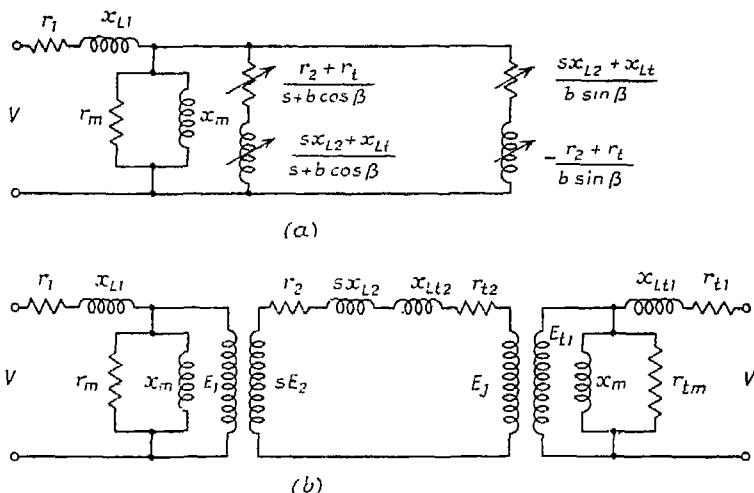 r1 xL1
V rm xm
r2 + rt
s + b cos β
sxL2 + xLt
s + b cos β
sxL2 + xLt
b sin β
- r2 + rt
b sin β
(a)
r1 xL1 r2 sxL2 xLt2 rt2 xLt1 rt1
V rm xm E1 sE2 Ej Et1 xm rtm V
(b)